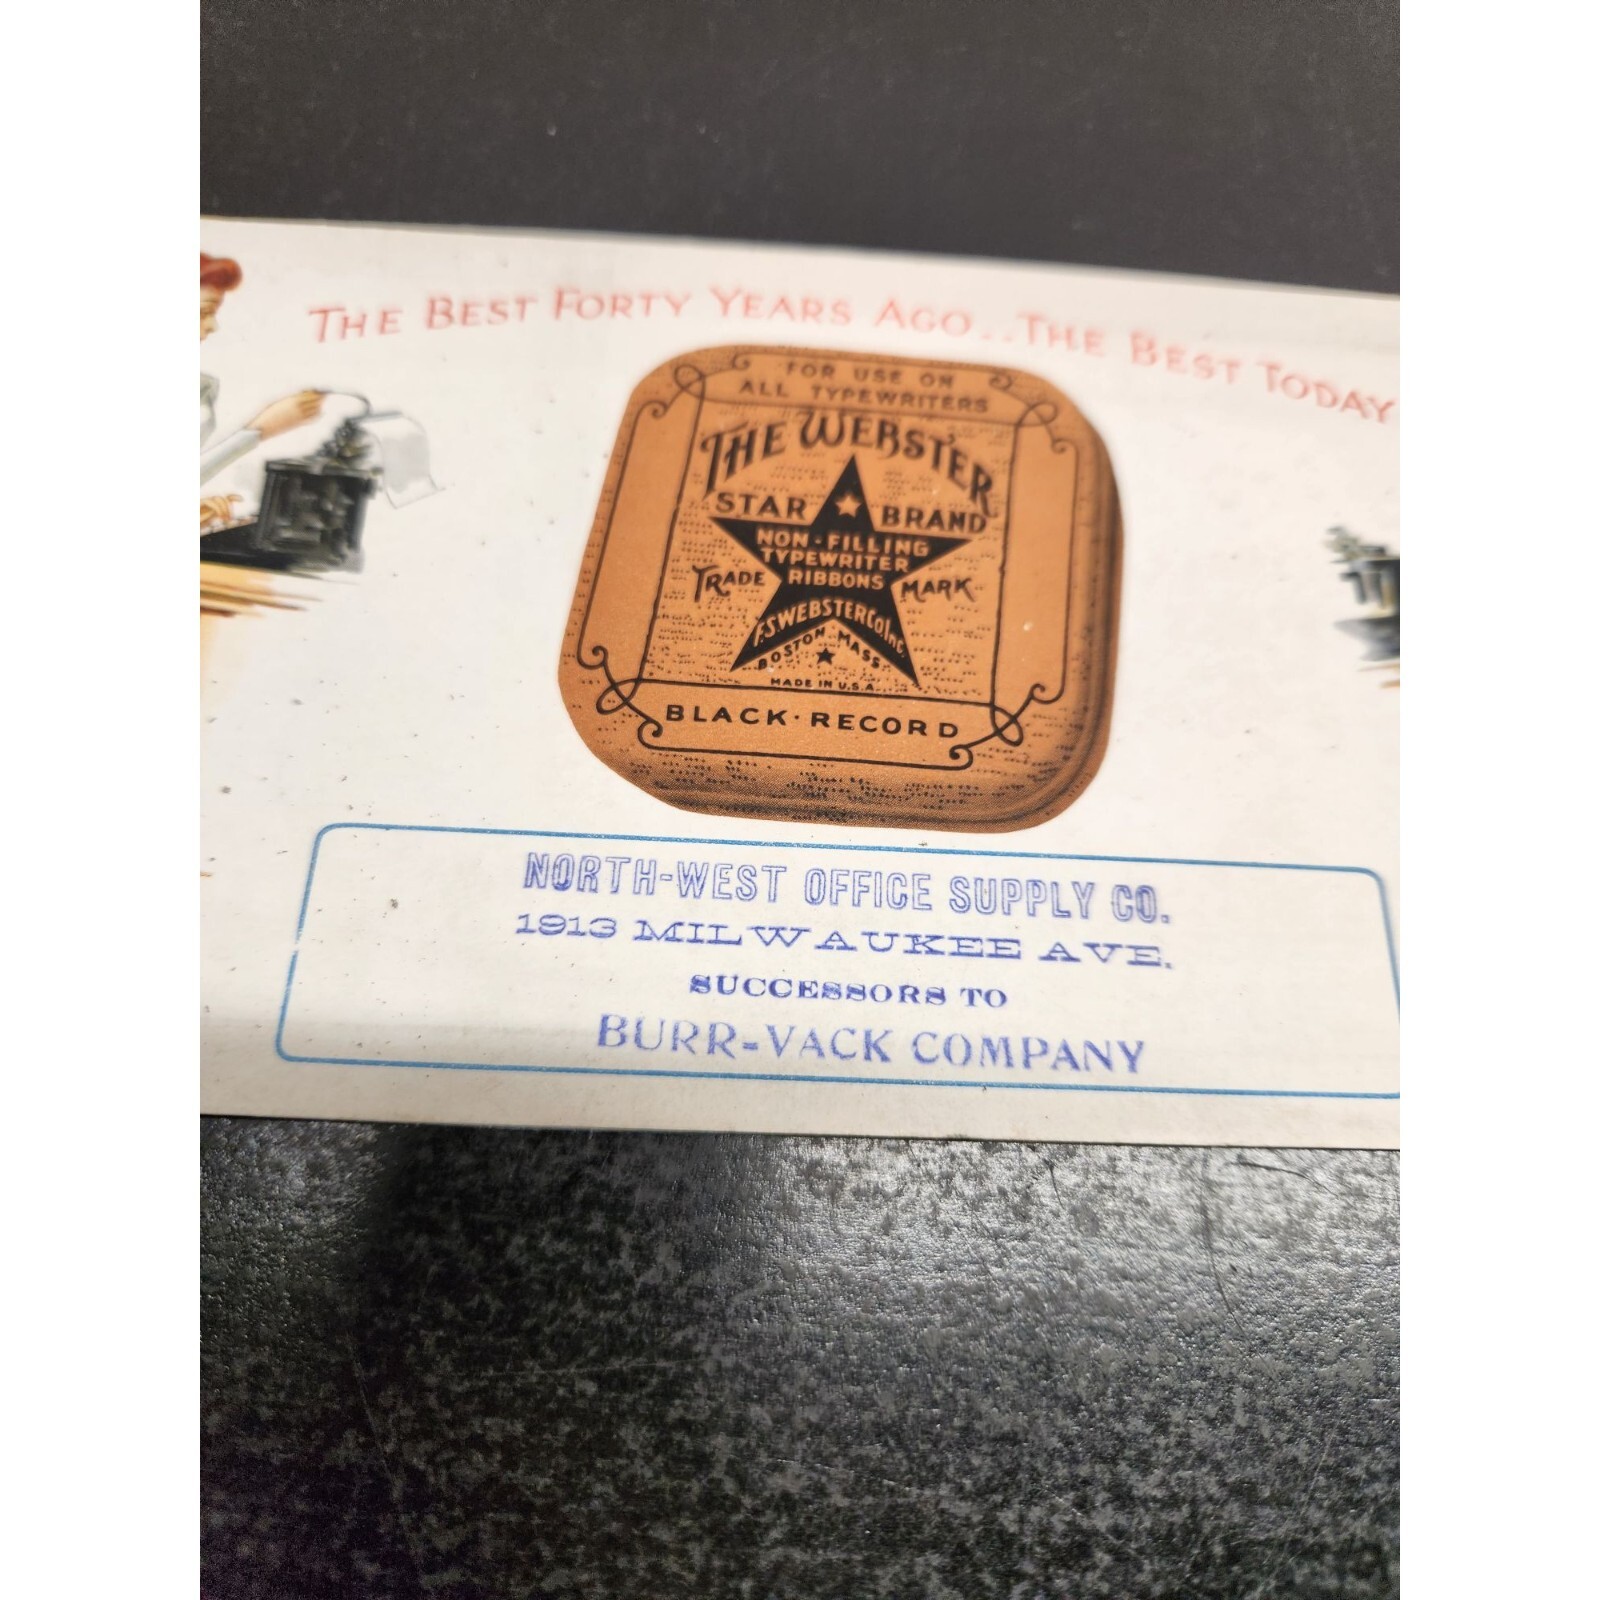 THE BEST FORTY YEARS AGO...THE BEST TODAY
FOR USE ON
ALL TYPEWRITERS
THE WEBSTER
STAR BRAND
NON-FILLING
TYPEWRITER
RIBBONS
TRADE MARK
F.S. WEBSTER CO INC.
BOSTON, MASS.
MADE IN U.S.A.
BLACK · RECORD
NORTH-WEST OFFICE SUPPLY CO.
1913 MILWAUKEE AVE.
SUCCESSORS TO
BURR-VACK COMPANY